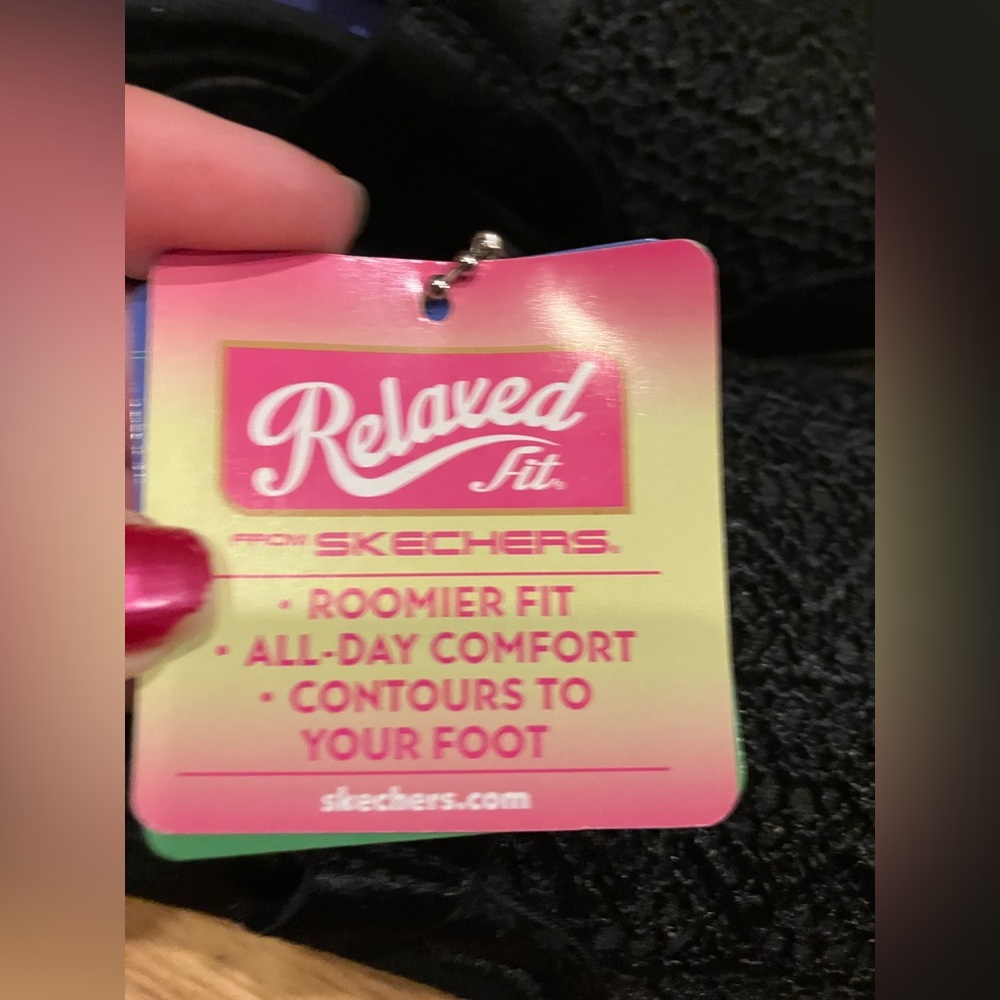 Relaxed
Fit®
FROM SKECHERS®
• ROOMIER FIT
• ALL-DAY COMFORT
• CONTOURS TO
YOUR FOOT
skechers.com